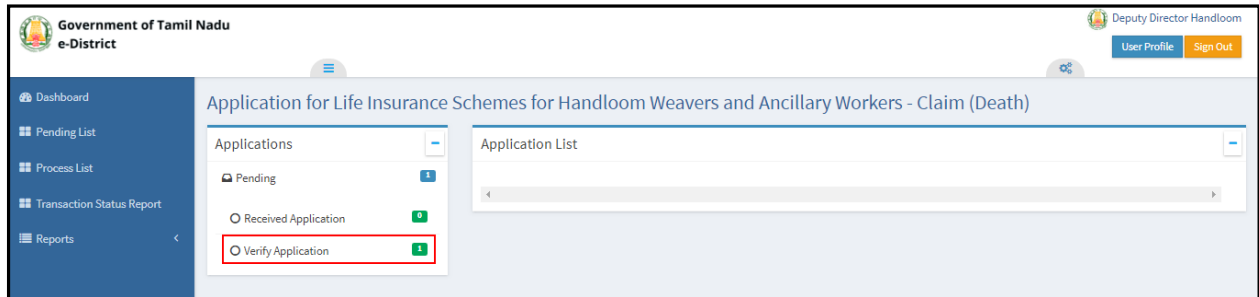 Government of Tamil Nadu
e-District
Deputy Director Handloom
User Profile
Sign Out
Dashboard
Pending List
Process List
Transaction Status Report
Reports
Application for Life Insurance Schemes for Handloom Weavers and Ancillary Workers - Claim (Death)
Applications
Pending 1
Received Application 0
Verify Application 1
Application List